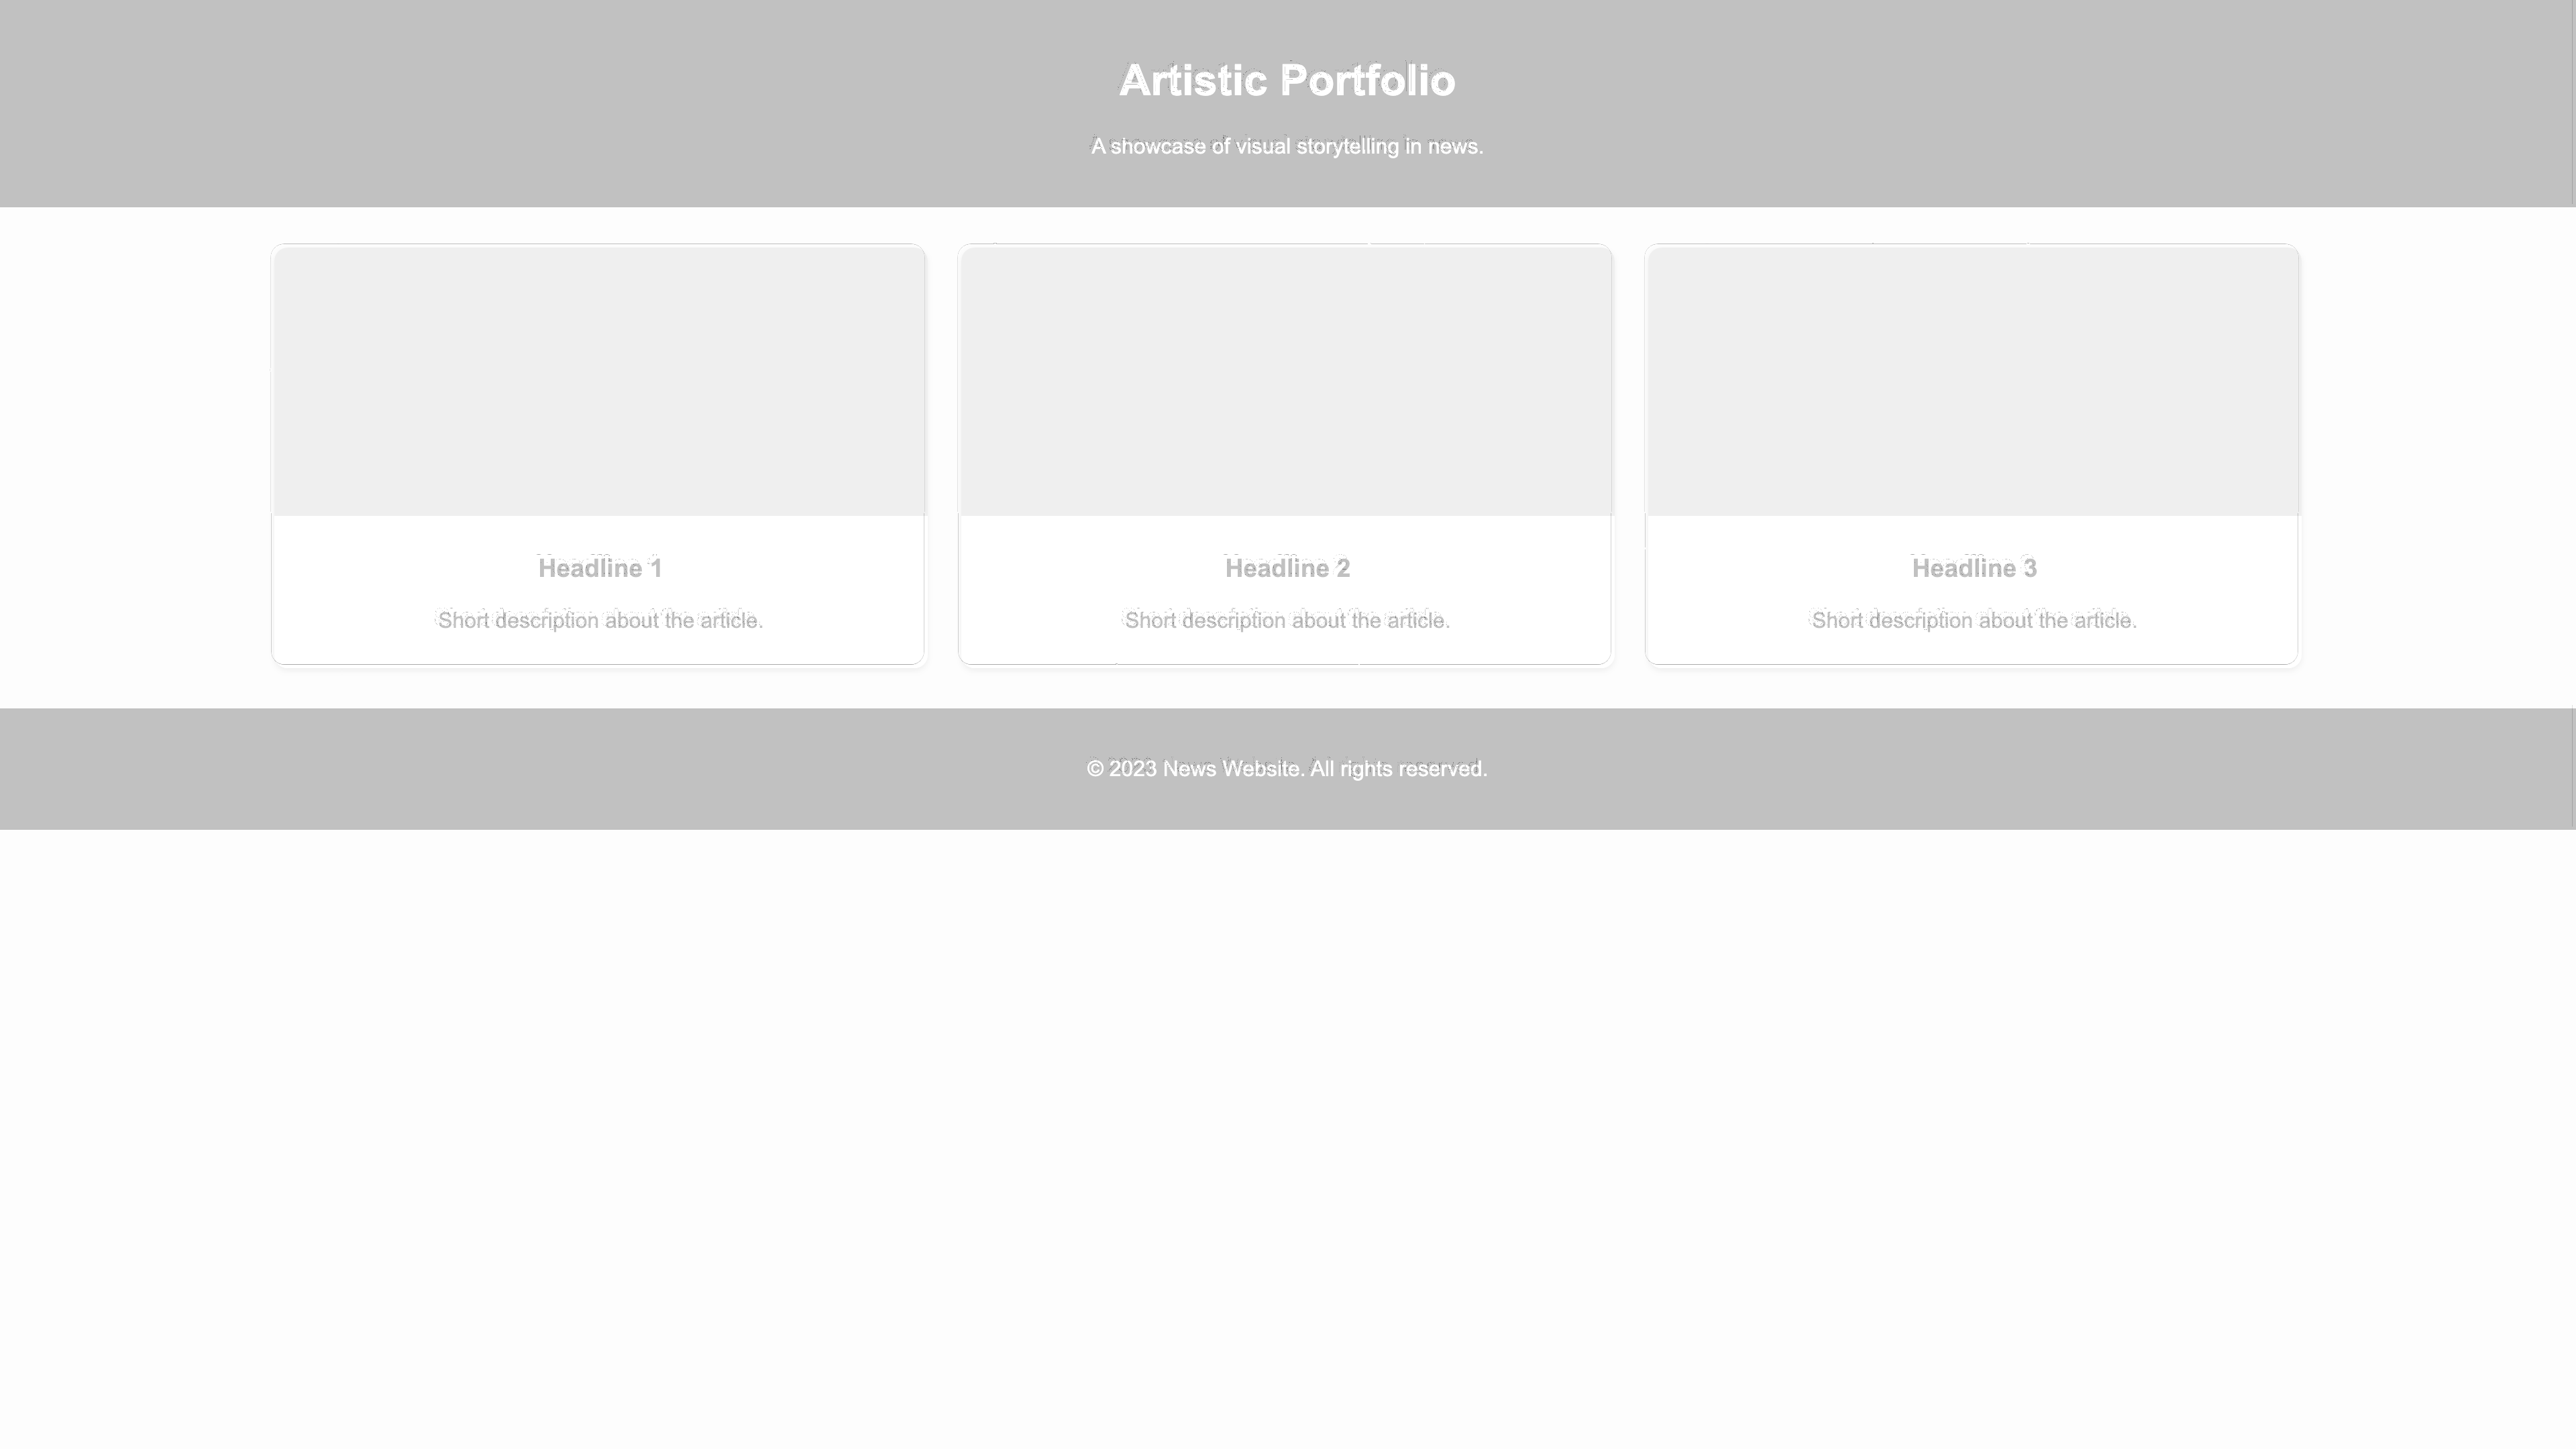 Artistic Portfolio
A showcase of visual storytelling in news.
Headline 1
Short description about the article.
Headline 2
Short description about the article.
Headline 3
Short description about the article.
© 2023 News Website. All rights reserved.